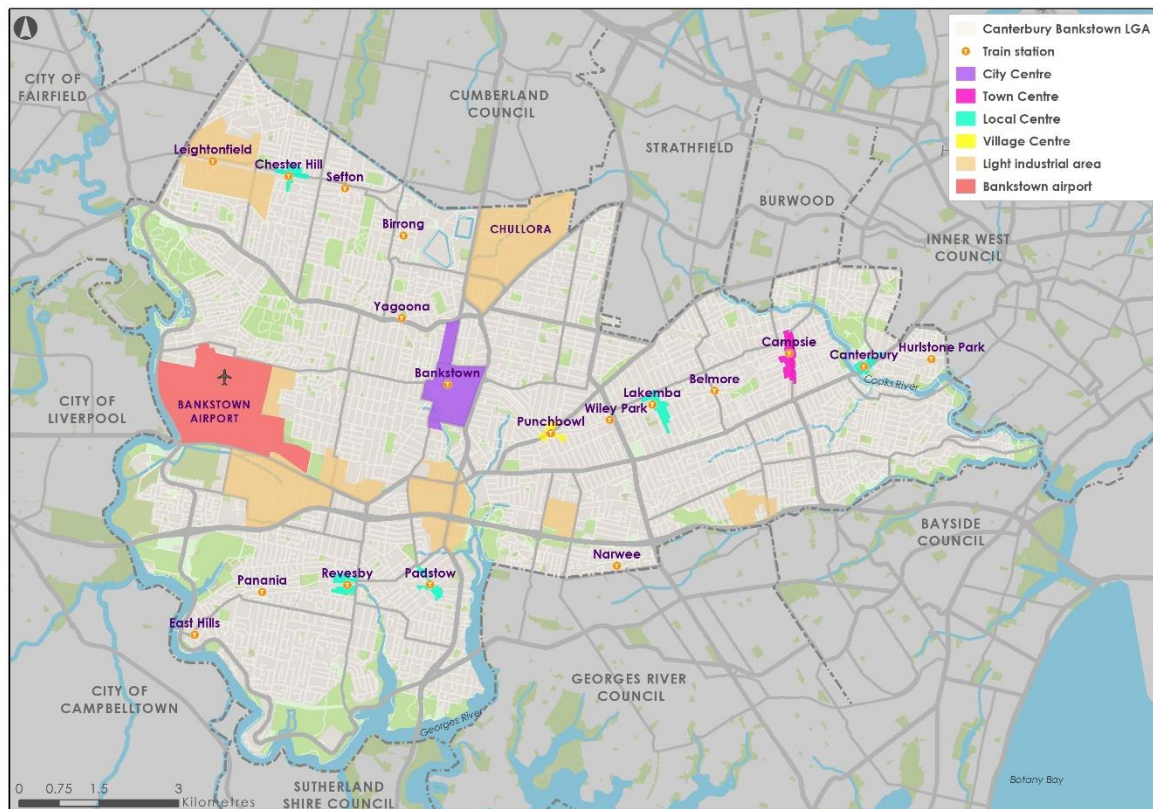 CITY OF
FAIRFIELD
CUMBERLAND
COUNCIL
STRATHFIELD
BURWOOD
INNER WEST
COUNCIL
Canterbury Bankstown LGA
Train station
City Centre
Town Centre
Local Centre
Village Centre
Light industrial area
Bankstown airport
Leightonfield
Chester Hill
Sefton
Birrong
CHULLORA
Yagoona
Bankstown
BANKSTOWN
AIRPORT
CITY OF
LIVERPOOL
Campsie
Canterbury
Hurlstone Park
Cooks River
Belmore
Lakemba
Wiley Park
Punchbowl
BAYSIDE
COUNCIL
Narwee
Panania
Revesby
Padstow
East Hills
CITY OF
CAMPBELLTOWN
GEORGES RIVER
COUNCIL
Georges River
SUTHERLAND
SHIRE COUNCIL
Botany Bay
0 0.75 1.5 3
Kilometres